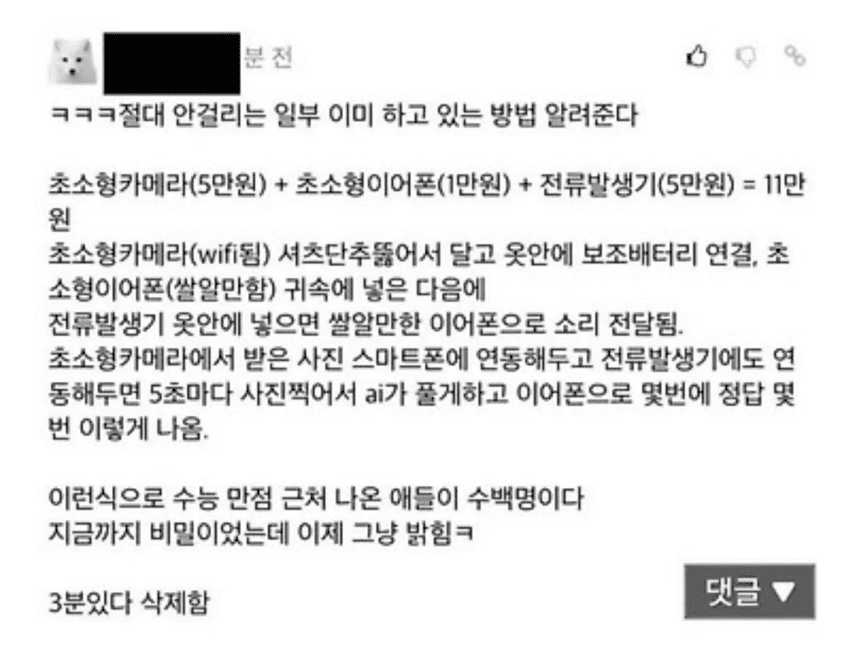 분 전
ㅋㅋㅋ절대 안걸리는 일부 이미 하고 있는 방법 알려준다
초소형카메라(5만원) + 초소형이어폰(1만원) + 전류발생기(5만원) = 11만
원
초소형카메라(wifi됨) 셔츠단추뚫어서 달고 옷안에 보조배터리 연결, 초
소형이어폰(쌀알만함) 귀속에 넣은 다음에
전류발생기 옷안에 넣으면 쌀알만한 이어폰으로 소리 전달됨.
초소형카메라에서 받은 사진 스마트폰에 연동해두고 전류발생기에도 연
동해두면 5초마다 사진찍어서 ai가 풀게하고 이어폰으로 몇번에 정답 몇
번 이렇게 나옴.
이런식으로 수능 만점 근처 나온 애들이 수백명이다
지금까지 비밀이었는데 이제 그냥 밝힘ㅋ
3분있다 삭제함
댓글 ▼